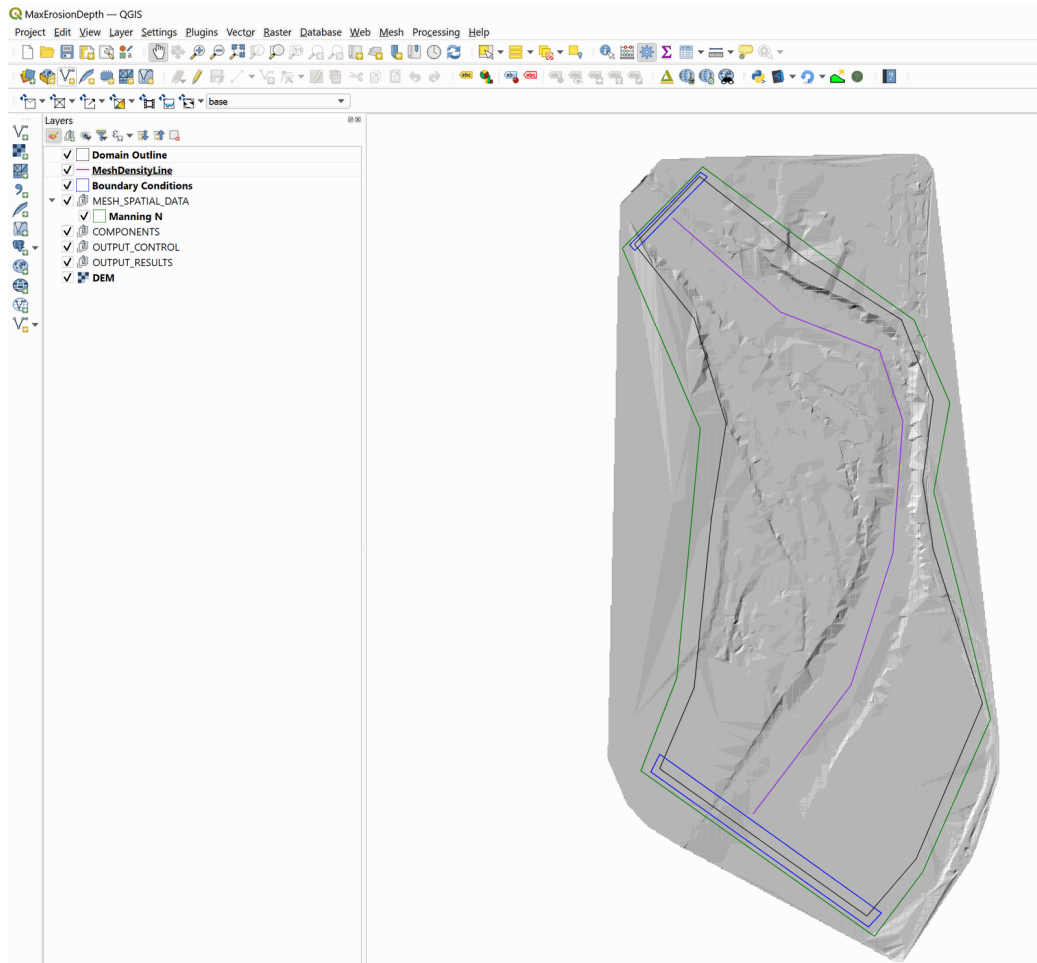 MaxErosionDepth — QGIS
Project Edit View Layer Settings Plugins Vector Raster Database Web Mesh Processing Help
base
Layers
Domain Outline
MeshDensityLine
Boundary Conditions
MESH_SPATIAL_DATA
Manning N
COMPONENTS
OUTPUT_CONTROL
OUTPUT_RESULTS
DEM